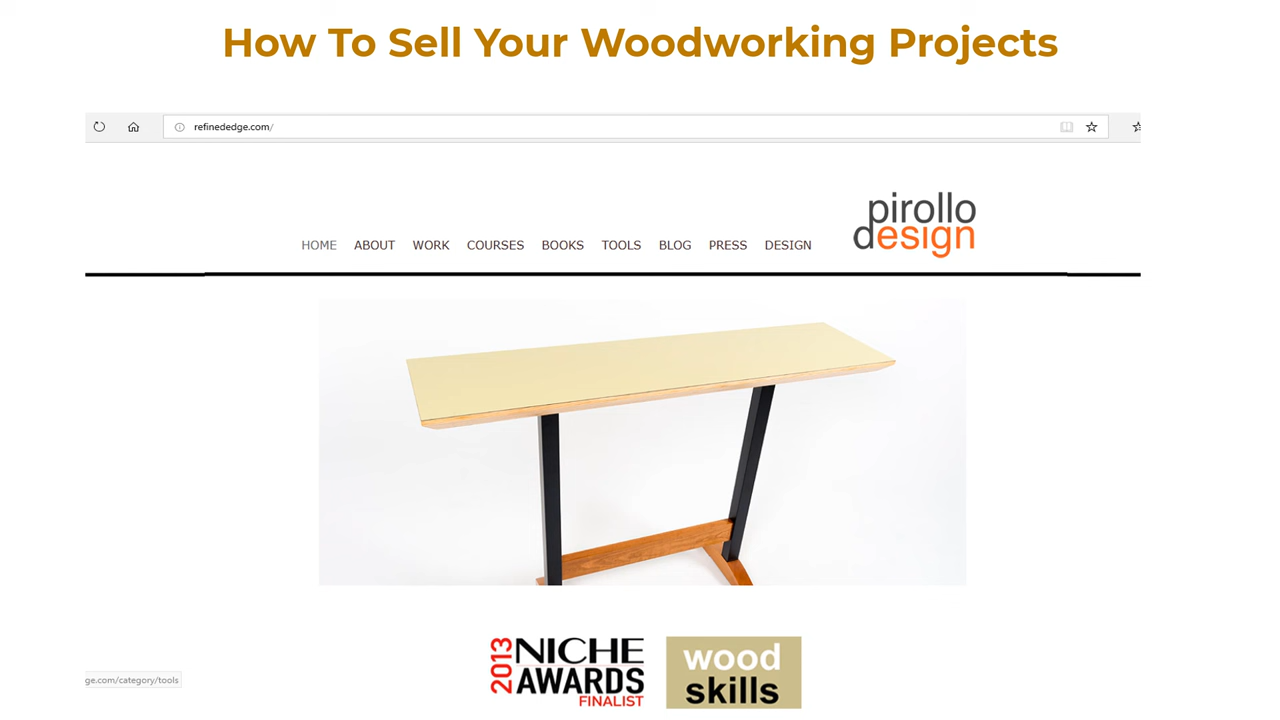 How To Sell Your Woodworking Projects
refinededge.com/
pirollo
design
HOME ABOUT WORK COURSES BOOKS TOOLS BLOG PRESS DESIGN
2013 NICHE
AWARDS
FINALIST
wood
skills
ge.com/category/tools